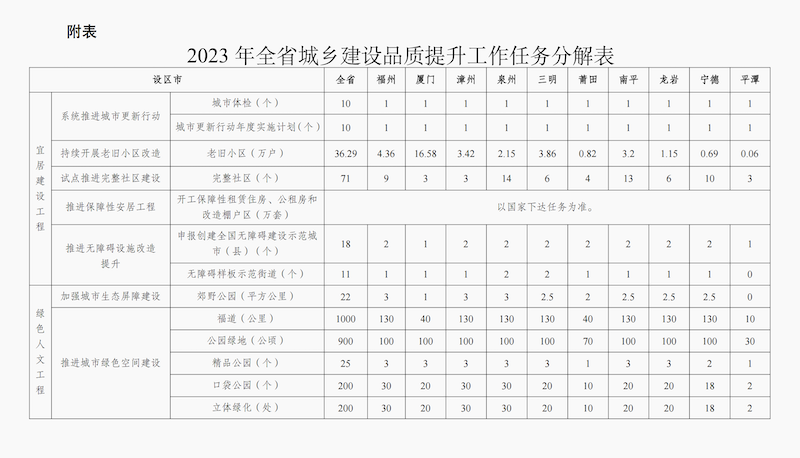 附表
2023 年全省城乡建设品质提升工作任务分解表
设区市 全省 福州 厦门 漳州 泉州 三明 莆田 南平 龙岩 宁德 平潭
宜居建设工程
系统推进城市更新行动 城市体检（个） 10 1 1 1 1 1 1 1 1 1 1
城市更新行动年度实施计划（个） 10 1 1 1 1 1 1 1 1 1 1
持续开展老旧小区改造 老旧小区（万户） 36.29 4.36 16.58 3.42 2.15 3.86 0.82 3.2 1.15 0.69 0.06
试点推进完整社区建设 完整社区（个） 71 9 3 3 14 6 4 13 6 10 3
推进保障性安居工程 开工保障性租赁住房、公租房和
改造棚户区（万套） 以国家下达任务为准。
推进无障碍设施改造
提升 申报创建全国无障碍建设示范城
市（县）（个） 18 2 1 2 2 2 2 2 2 2 1
无障碍样板示范街道（个） 11 1 1 1 2 2 1 1 1 1 0
绿色人文工程
加强城市生态屏障建设 郊野公园（平方公里） 22 3 1 3 3 2.5 2 2.5 2.5 2.5 0
推进城市绿色空间建设 福道（公里） 1000 130 40 130 130 130 40 130 130 130 10
公园绿地（公顷） 900 100 100 100 100 100 70 100 100 100 30
精品公园（个） 25 3 3 3 3 3 1 3 3 2 1
口袋公园（个） 200 30 20 30 30 20 10 20 20 18 2
立体绿化（处） 200 30 20 30 30 20 10 20 20 18 2